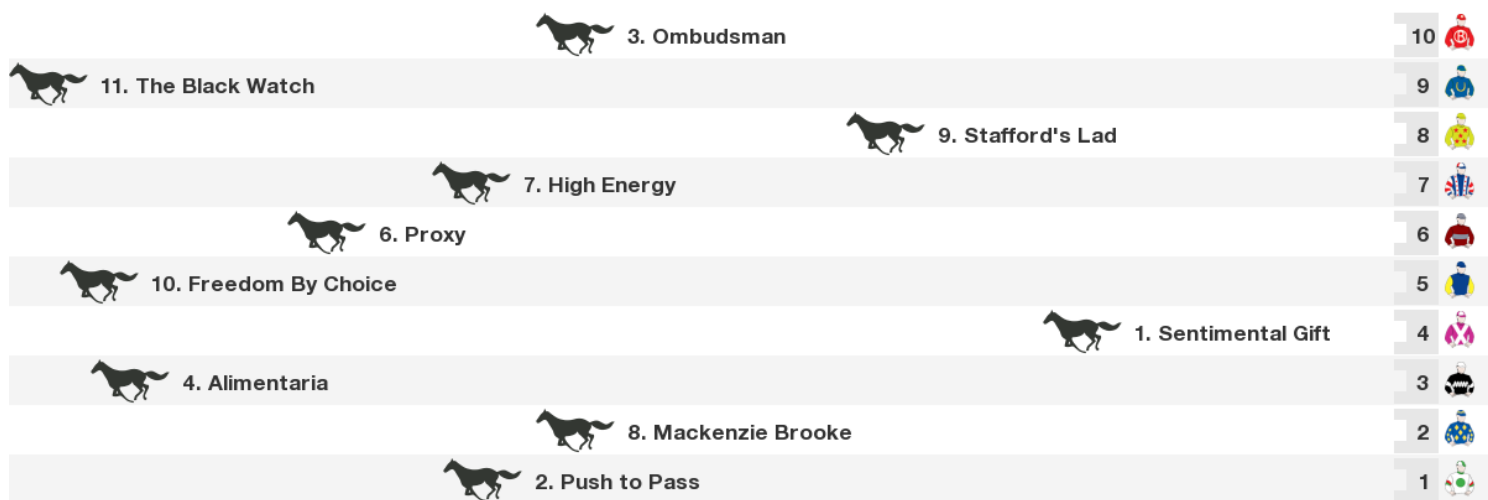 3. Ombudsman 10
11. The Black Watch 9
9. Stafford's Lad 8
7. High Energy 7
6. Proxy 6
10. Freedom By Choice 5
1. Sentimental Gift 4
4. Alimentaria 3
8. Mackenzie Brooke 2
2. Push to Pass 1